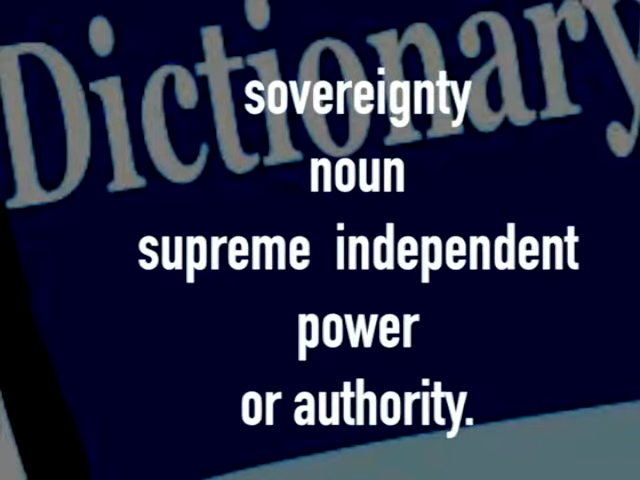 Dictionary
sovereignty
noun
supreme independent
power
or authority.